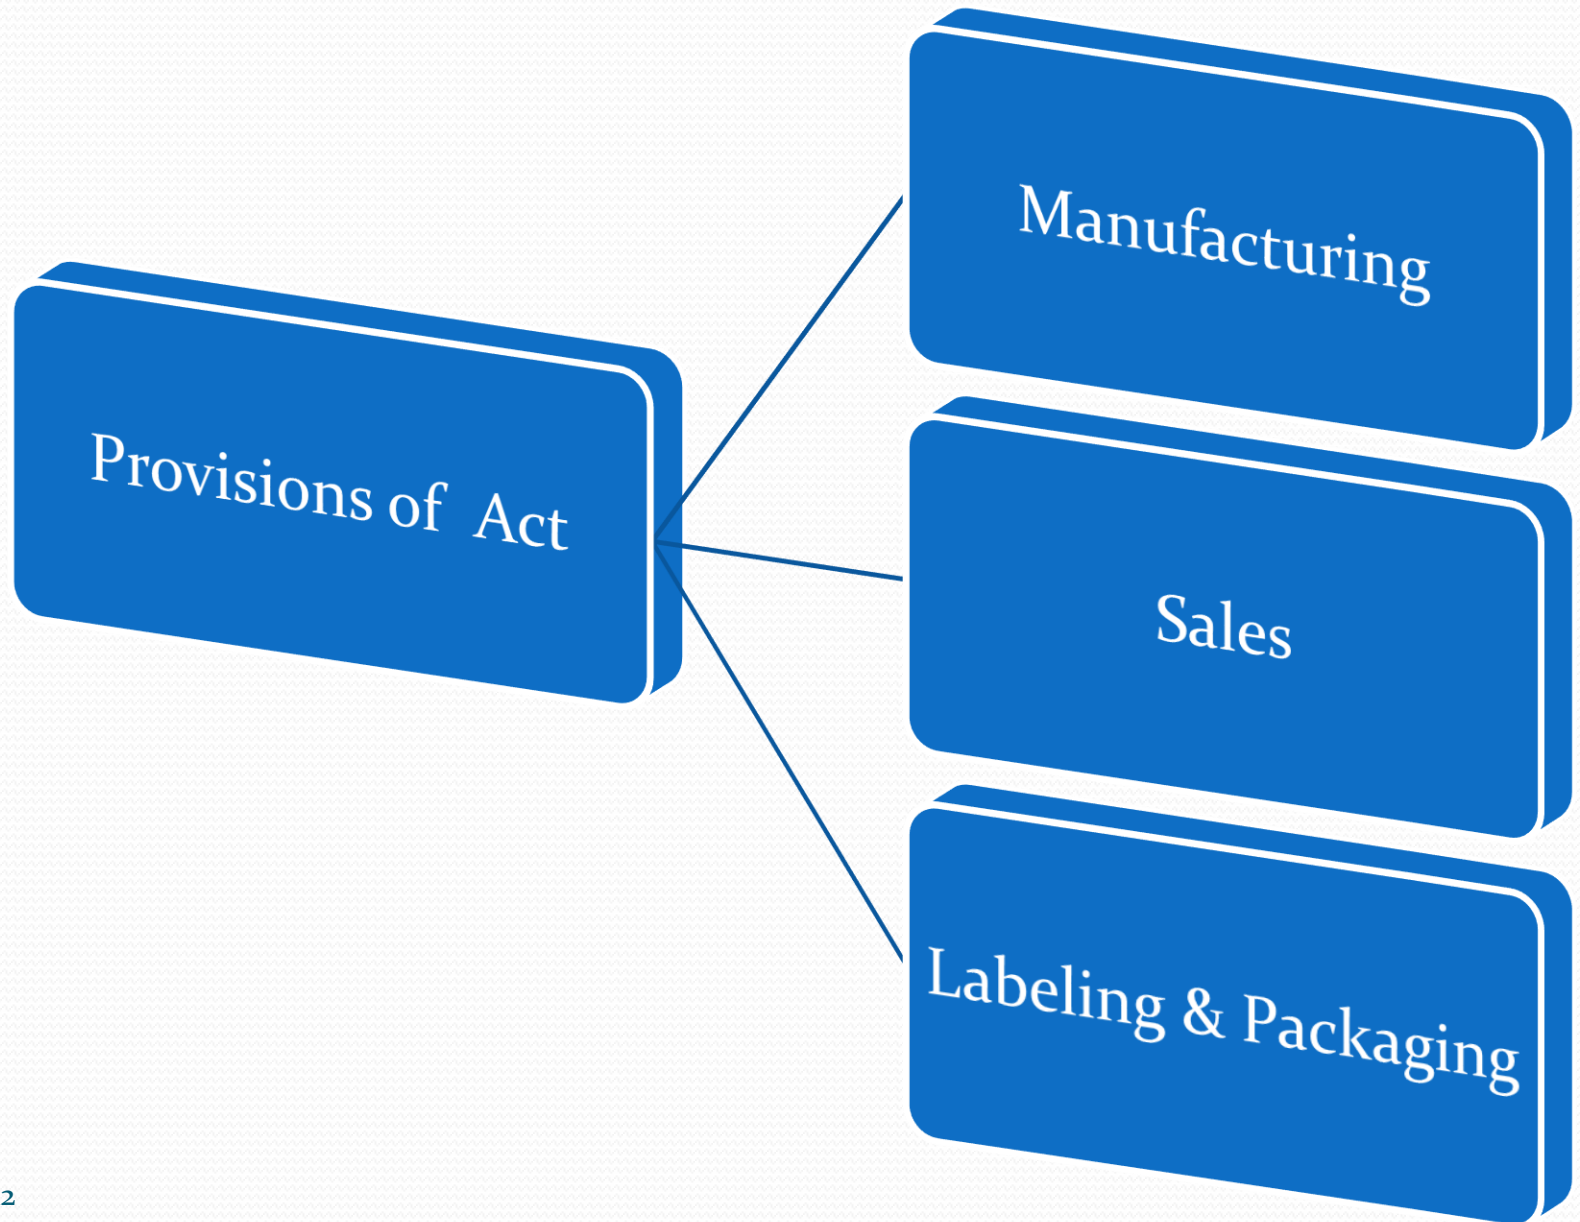 Provisions of Act
Manufacturing
Sales
Labeling & Packaging
2